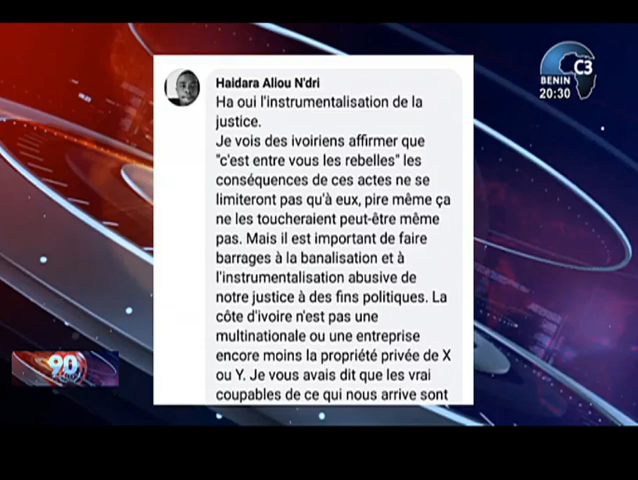 C3
BENIN
20:30
Haidara Aliou N'dri
Ha oui l'instrumentalisation de la
justice.
Je vois des ivoiriens affirmer que
"c'est entre vous les rebelles" les
conséquences de ces actes ne se
limiteront pas qu'à eux, pire même ça
ne les toucheraient peut-être même
pas. Mais il est important de faire
barrages à la banalisation et à
l'instrumentalisation abusive de
notre justice à des fins politiques. La
côte d'ivoire n'est pas une
multinationale ou une entreprise
encore moins la propriété privée de X
ou Y. Je vous avais dit que les vrai
coupables de ce qui nous arrive sont
90